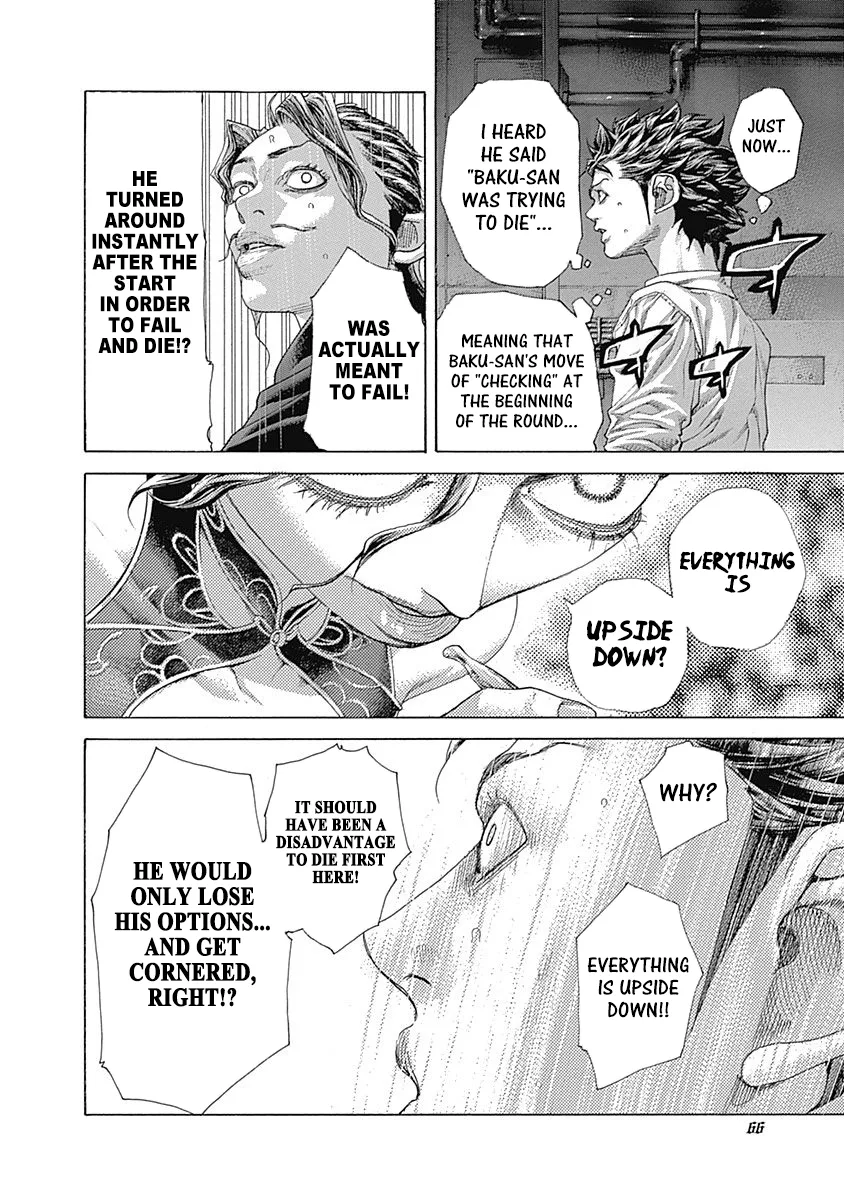 JUST
NOW...
I HEARD
HE SAID
"BAKU-SAN
WAS TRYING
TO DIE"...
MEANING THAT
BAKU-SAN'S MOVE
OF "CHECKING" AT
THE BEGINNING
OF THE ROUND...
WAS
ACTUALLY
MEANT
TO FAIL!
HE
TURNED
AROUND
INSTANTLY
AFTER THE
START
IN ORDER
TO FAIL
AND DIE!?
EVERYTHING
IS
UPSIDE
DOWN?
WHY?
EVERYTHING
IS UPSIDE
DOWN!!
IT SHOULD
HAVE BEEN A
DISADVANTAGE
TO DIE FIRST
HERE!
HE WOULD
ONLY LOSE
HIS OPTIONS...
AND GET
CORNERED,
RIGHT!?
66